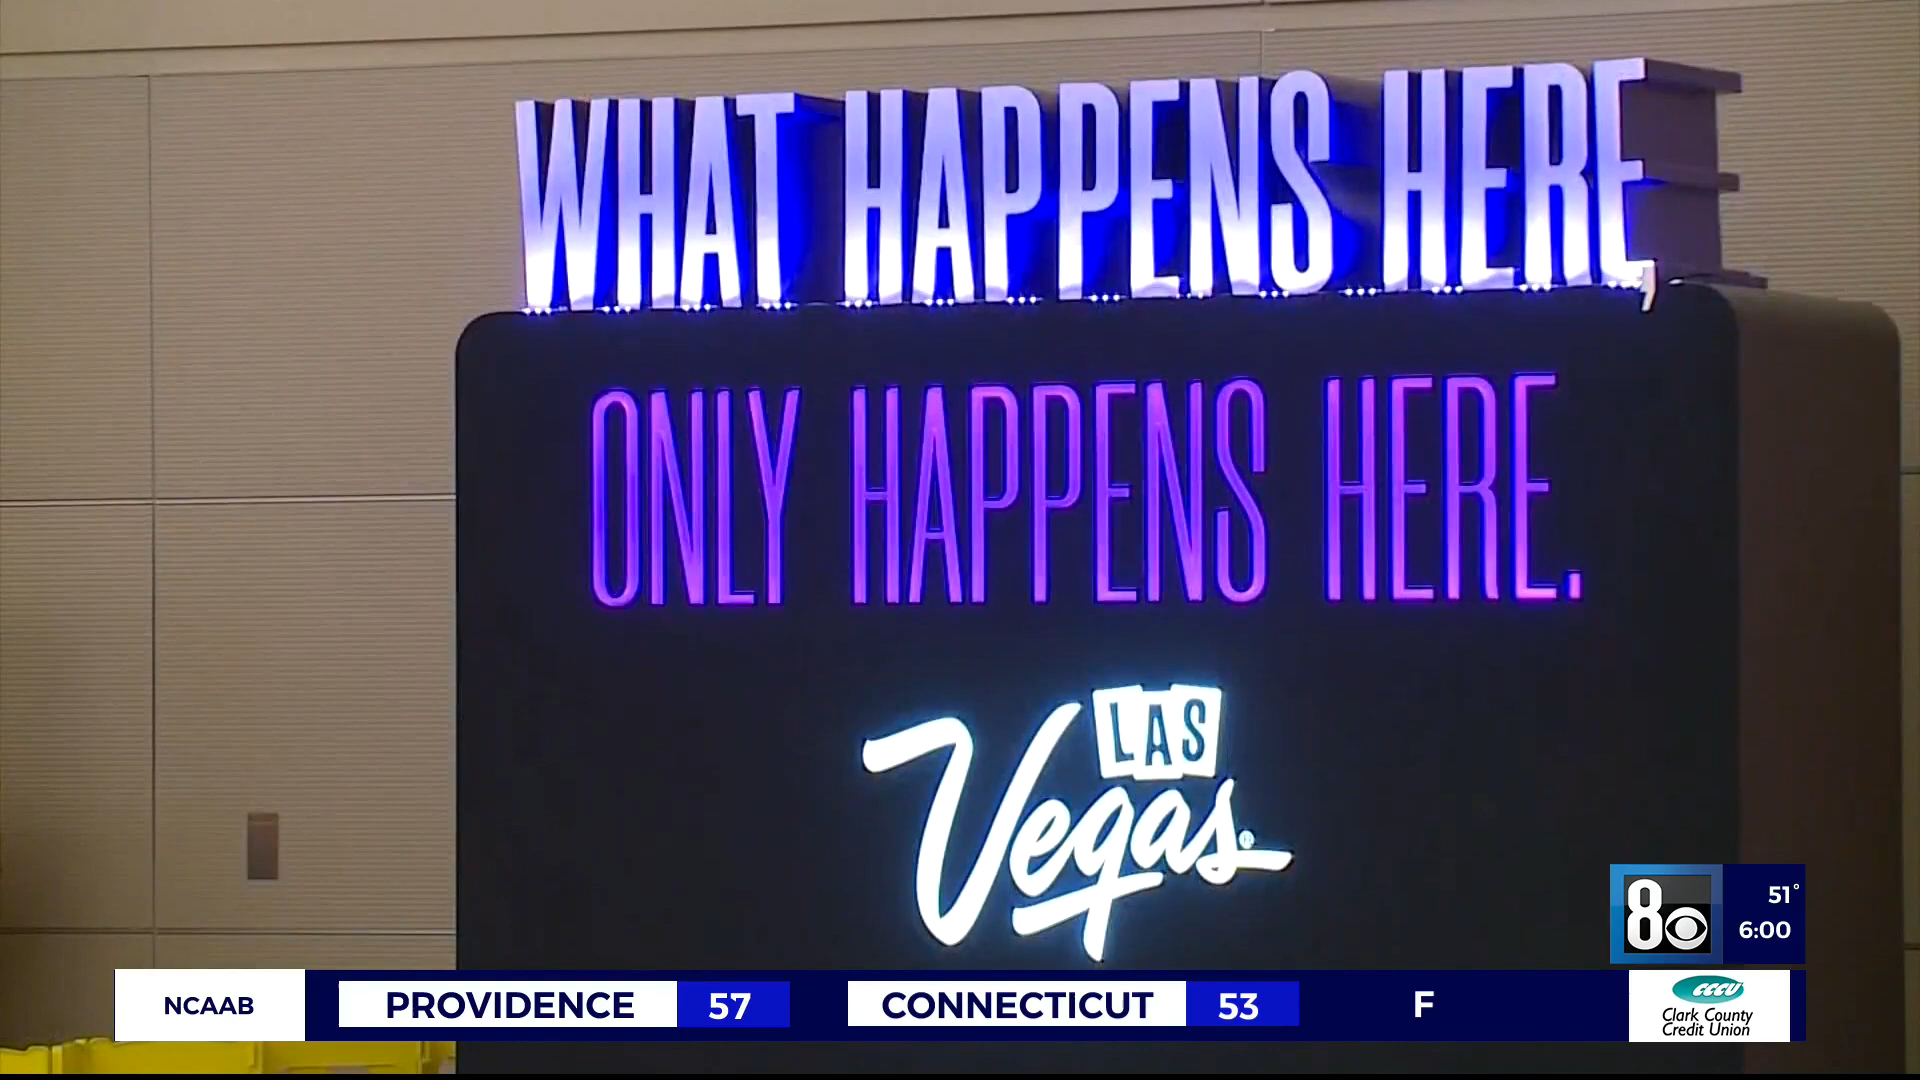 WHAT HAPPENS HERE,
ONLY HAPPENS HERE.
LAS
Vegas®
8
51°
6:00
NCAAB PROVIDENCE 57 CONNECTICUT 53 F
CCCU
Clark County
Credit Union